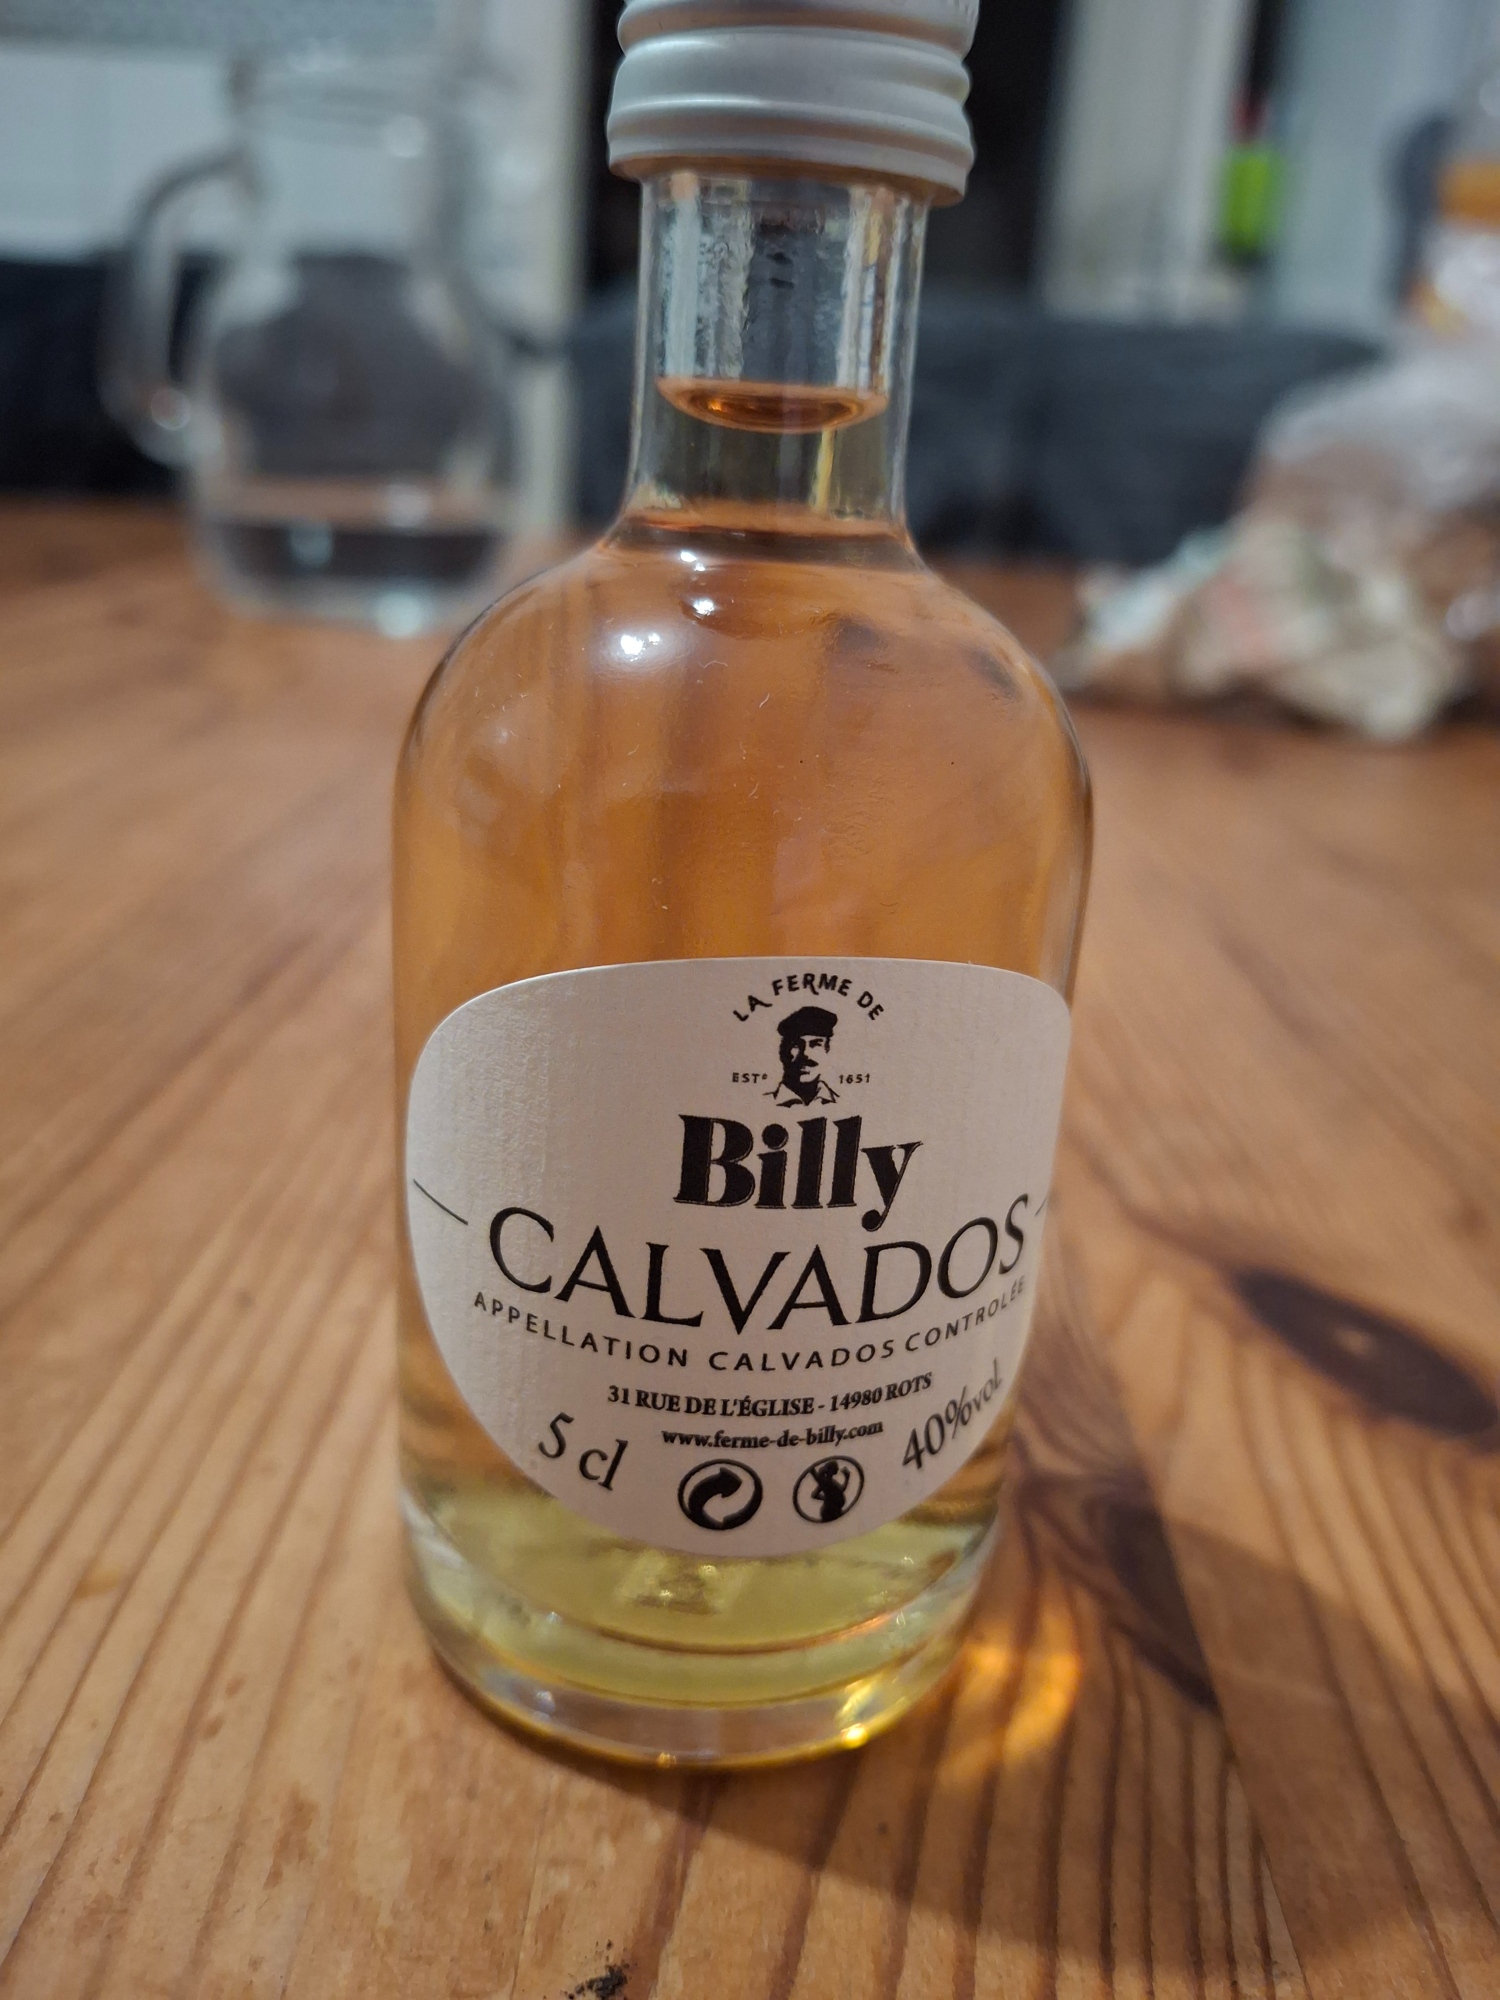 LA FERME DE
EST° 1651
Billy
CALVADOS
APPELLATION CALVADOS CONTROLÉE
31 RUE DE L'ÉGLISE - 14980 ROTS
www.ferme-de-billy.com
5 cl
40%vol